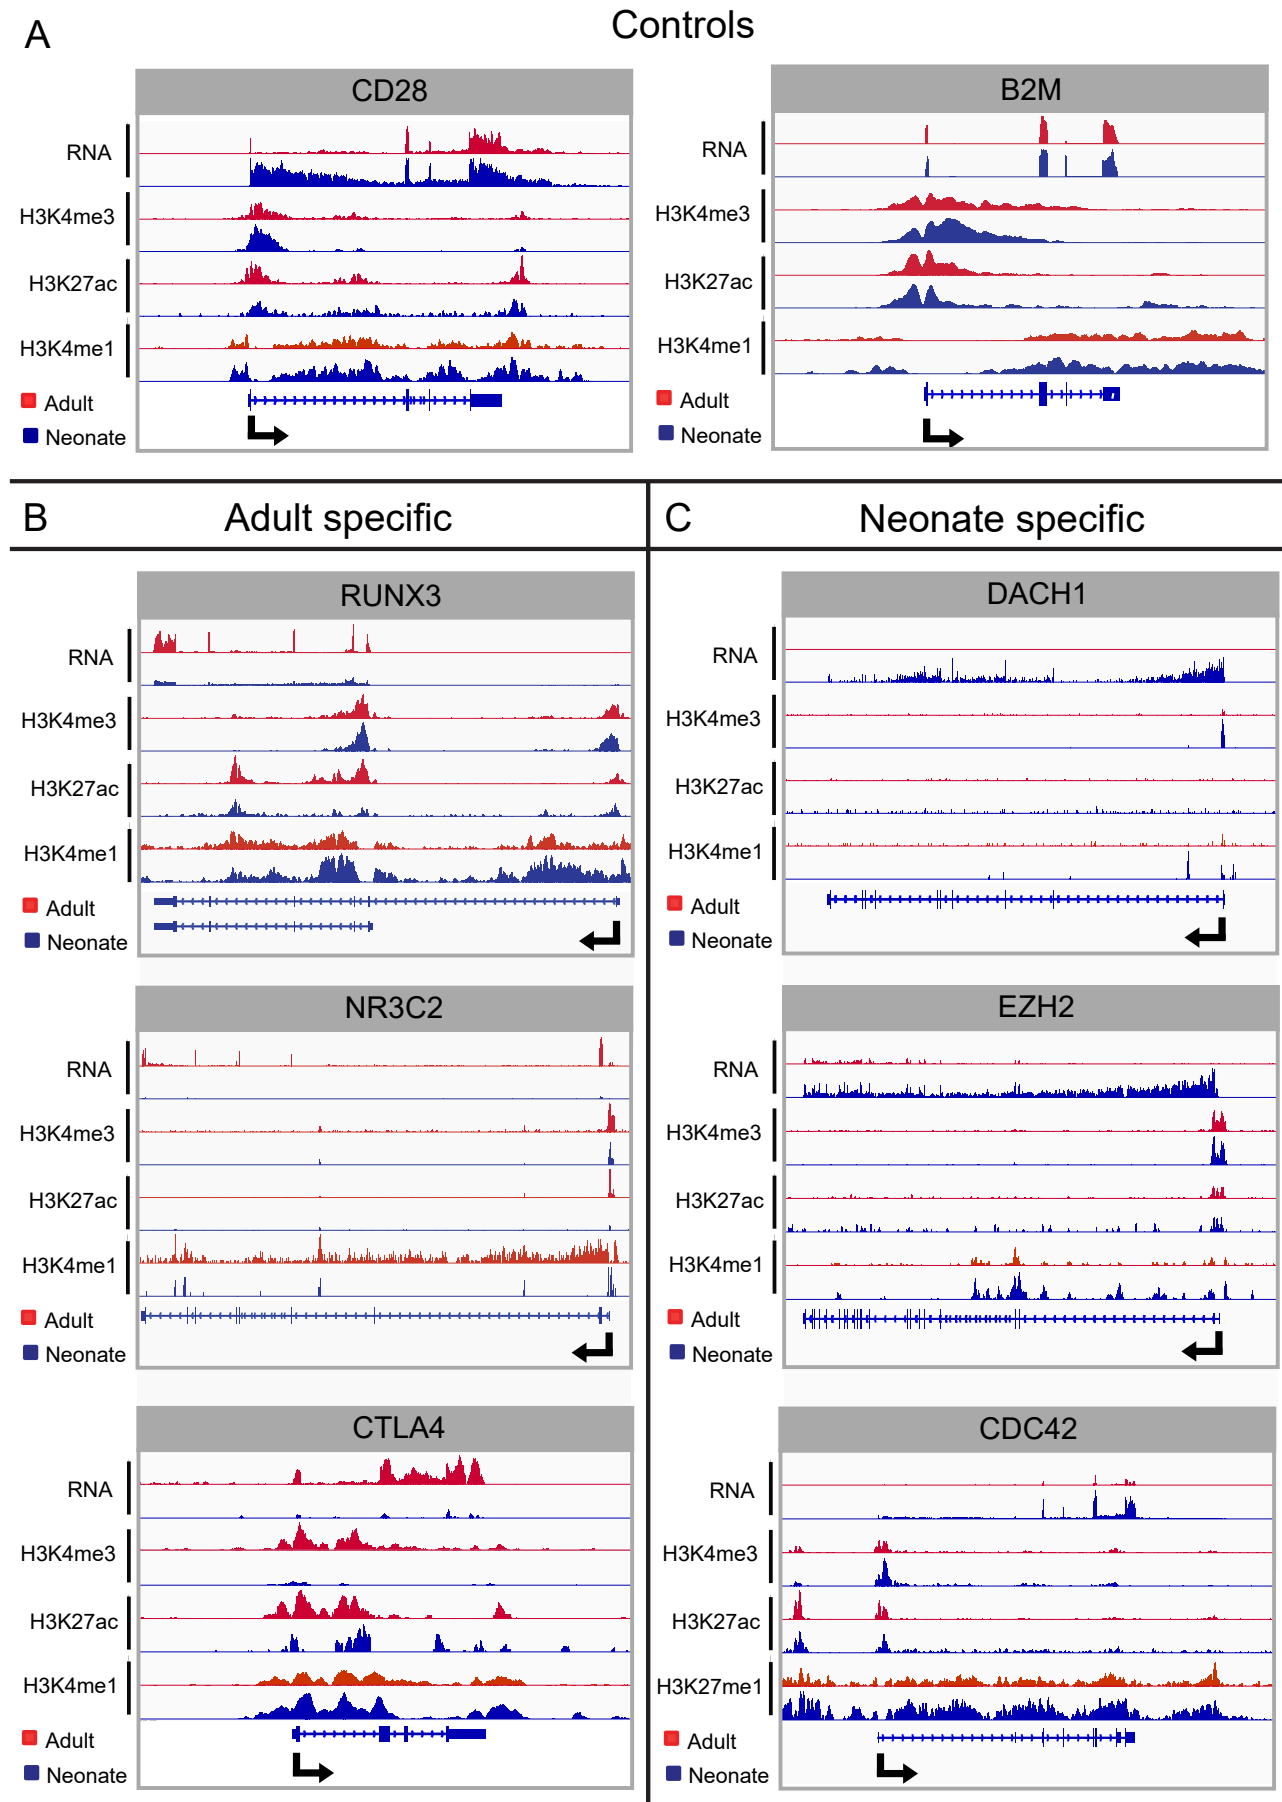 A
Controls
CD28
RNA
H3K4me3
H3K27ac
H3K4me1
Adult
Neonate
B2M
RNA
H3K4me3
H3K27ac
H3K4me1
Adult
Neonate
B
Adult specific
RUNX3
RNA
H3K4me3
H3K27ac
H3K4me1
Adult
Neonate
NR3C2
RNA
H3K4me3
H3K27ac
H3K4me1
Adult
Neonate
CTLA4
RNA
H3K4me3
H3K27ac
H3K4me1
Adult
Neonate
C
Neonate specific
DACH1
RNA
H3K4me3
H3K27ac
H3K4me1
Adult
Neonate
EZH2
RNA
H3K4me3
H3K27ac
H3K4me1
Adult
Neonate
CDC42
RNA
H3K4me3
H3K27ac
H3K27me1
Adult
Neonate